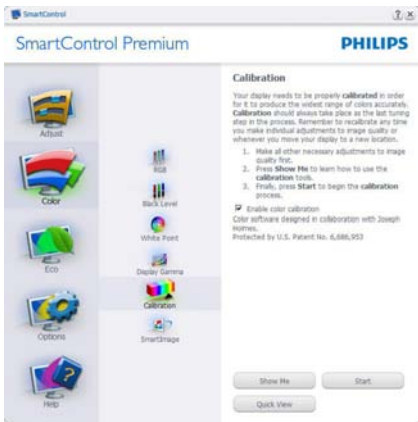 SmartControl
? X
SmartControl Premium
PHILIPS
Adjust
Color
Eco
Options
Help
RGB
Black Level
White Point
Display Gamma
Calibration
SmartImage
Calibration
Your display needs to be properly calibrated in order
for it to produce the widest range of colors accurately.
Calibration should always take place as the last turning
step in the process. Remember to recalibrate any time
you make individual adjustments to image quality or
whenever you move your display to a new location.
1. Make all other necessary adjustments to image
quality first.
2. Press Show Me to learn how to use the
calibration tools.
3. Finally, press Start to begin the calibration
process.
Enable color calibration
Color software designed in collaboration with Joseph
Holmes.
Protected by U.S. Patent No. 6,686,953
Show Me
Start
Quick View